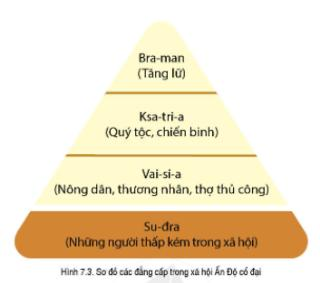 Bra-man
(Tăng lữ)
Ksa-tri-a
(Quý tộc, chiến binh)
Vai-si-a
(Nông dân, thương nhân, thợ thủ công)
Su-đra
(Những người thấp kém trong xã hội)
Hình 7.3. Sơ đồ các đẳng cấp trong xã hội Ấn Độ cổ đại